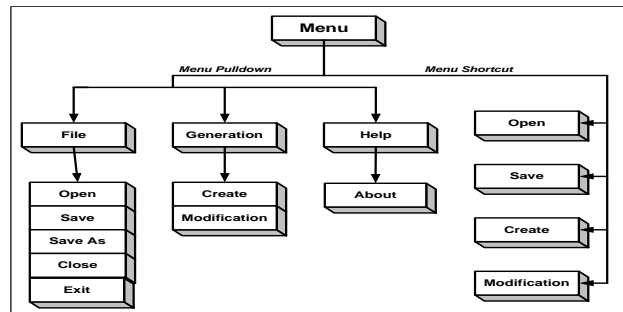 Menu
Menu Pulldown
Menu Shortcut
File
Generation
Help
Open
Save
Save As
Close
Exit
Create
Modification
About
Open
Save
Create
Modification